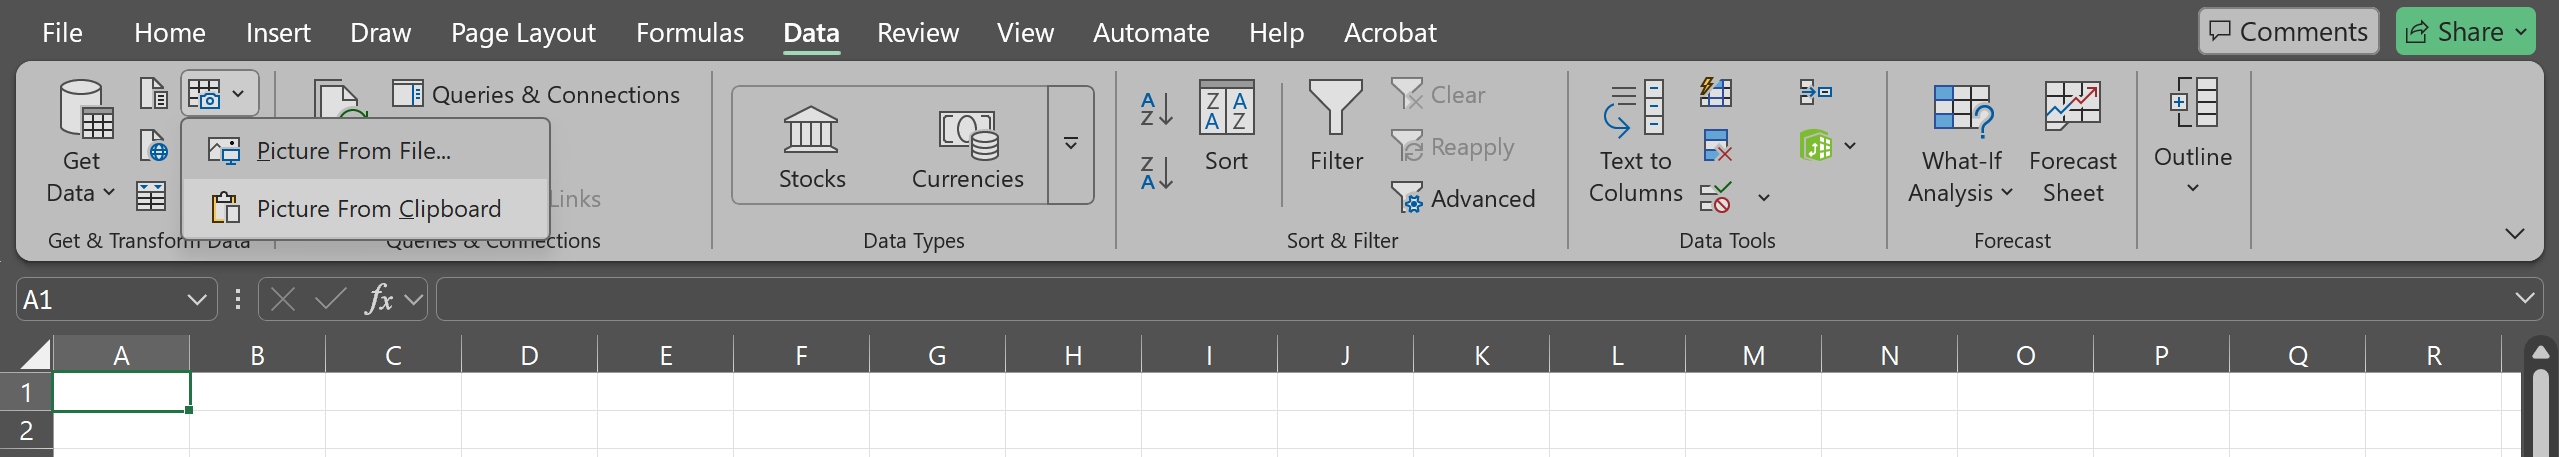 File Home Insert Draw Page Layout Formulas Data Review View Automate Help Acrobat Comments Share
Get
Data
Picture From File...
Picture From Clipboard
Get & Transform Data
Queries & Connections
Links
Queries & Connections
Stocks
Currencies
Data Types
A
Z
Z
A
Z A
A Z
Sort
Filter
Clear
Reapply
Advanced
Sort & Filter
Text to
Columns
Data Tools
What-If
Analysis
Forecast
Sheet
Forecast
Outline
A1
fx
A B C D E F G H I J K L M N O P Q R
1
2